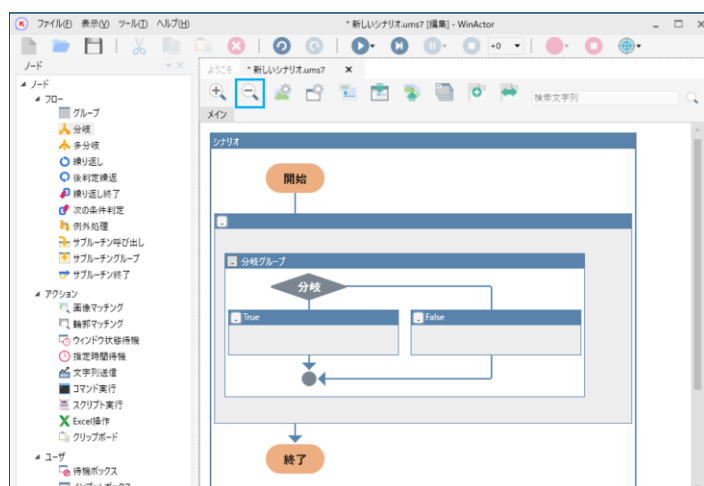 ファイル(F) 表示(V) ツール(T) ヘルプ(H)
* 新しいシナリオ.ums7 [編集] - WinActor
+0
ノード
ようこそ
* 新しいシナリオ.ums7
検索文字列
メイン
ノード
フロー
グループ
分岐
多分岐
繰り返し
後判定繰返
繰り返し終了
次の条件判定
例外処理
サブルーチン呼び出し
サブルーチングループ
サブルーチン終了
アクション
画像マッチング
輪郭マッチング
ウィンドウ状態待機
指定時間待機
文字列送信
コマンド実行
スクリプト実行
Excel操作
クリップボード
ユーザ
待機ボックス
インプットボックス
シナリオ
開始
分岐グループ
分岐
True
False
終了